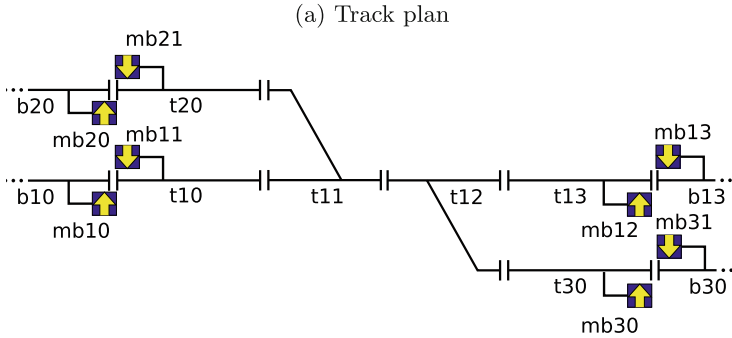 (a) Track plan
mb21
b20 t20
mb20 mb11 mb13
b10 t10 t11 t12 t13 b13
mb10 mb12 mb31
t30 b30
mb30